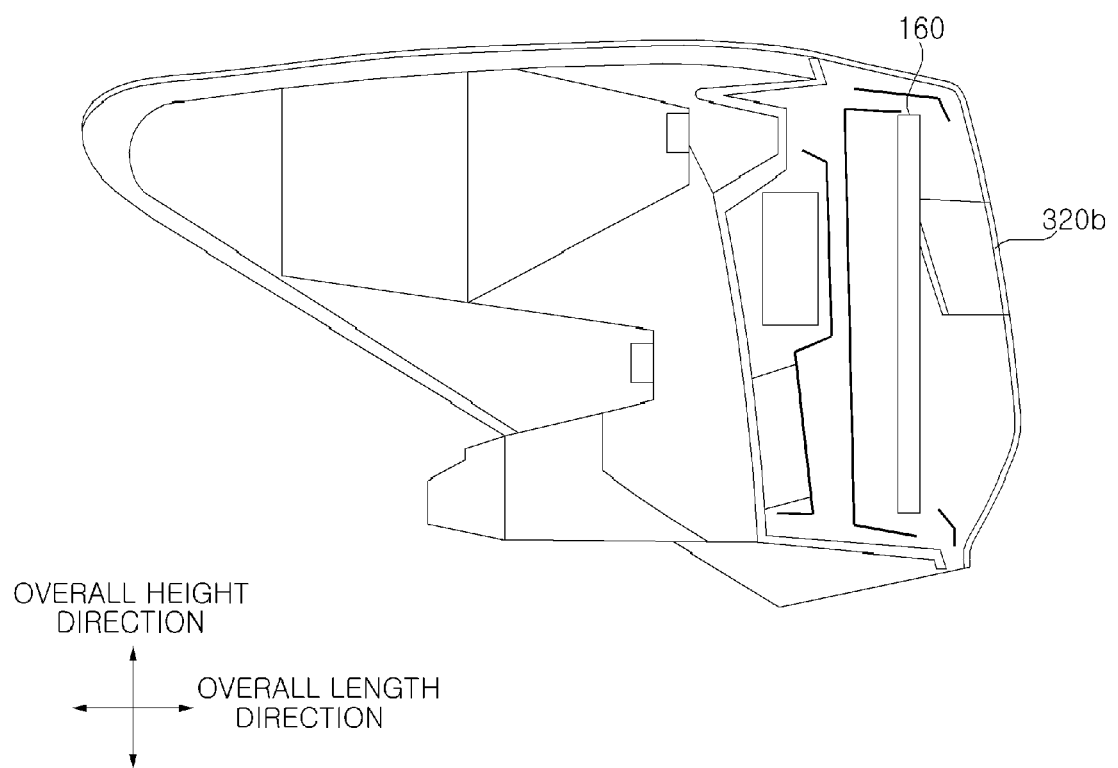 160
320b
OVERALL HEIGHT
DIRECTION
OVERALL LENGTH
DIRECTION